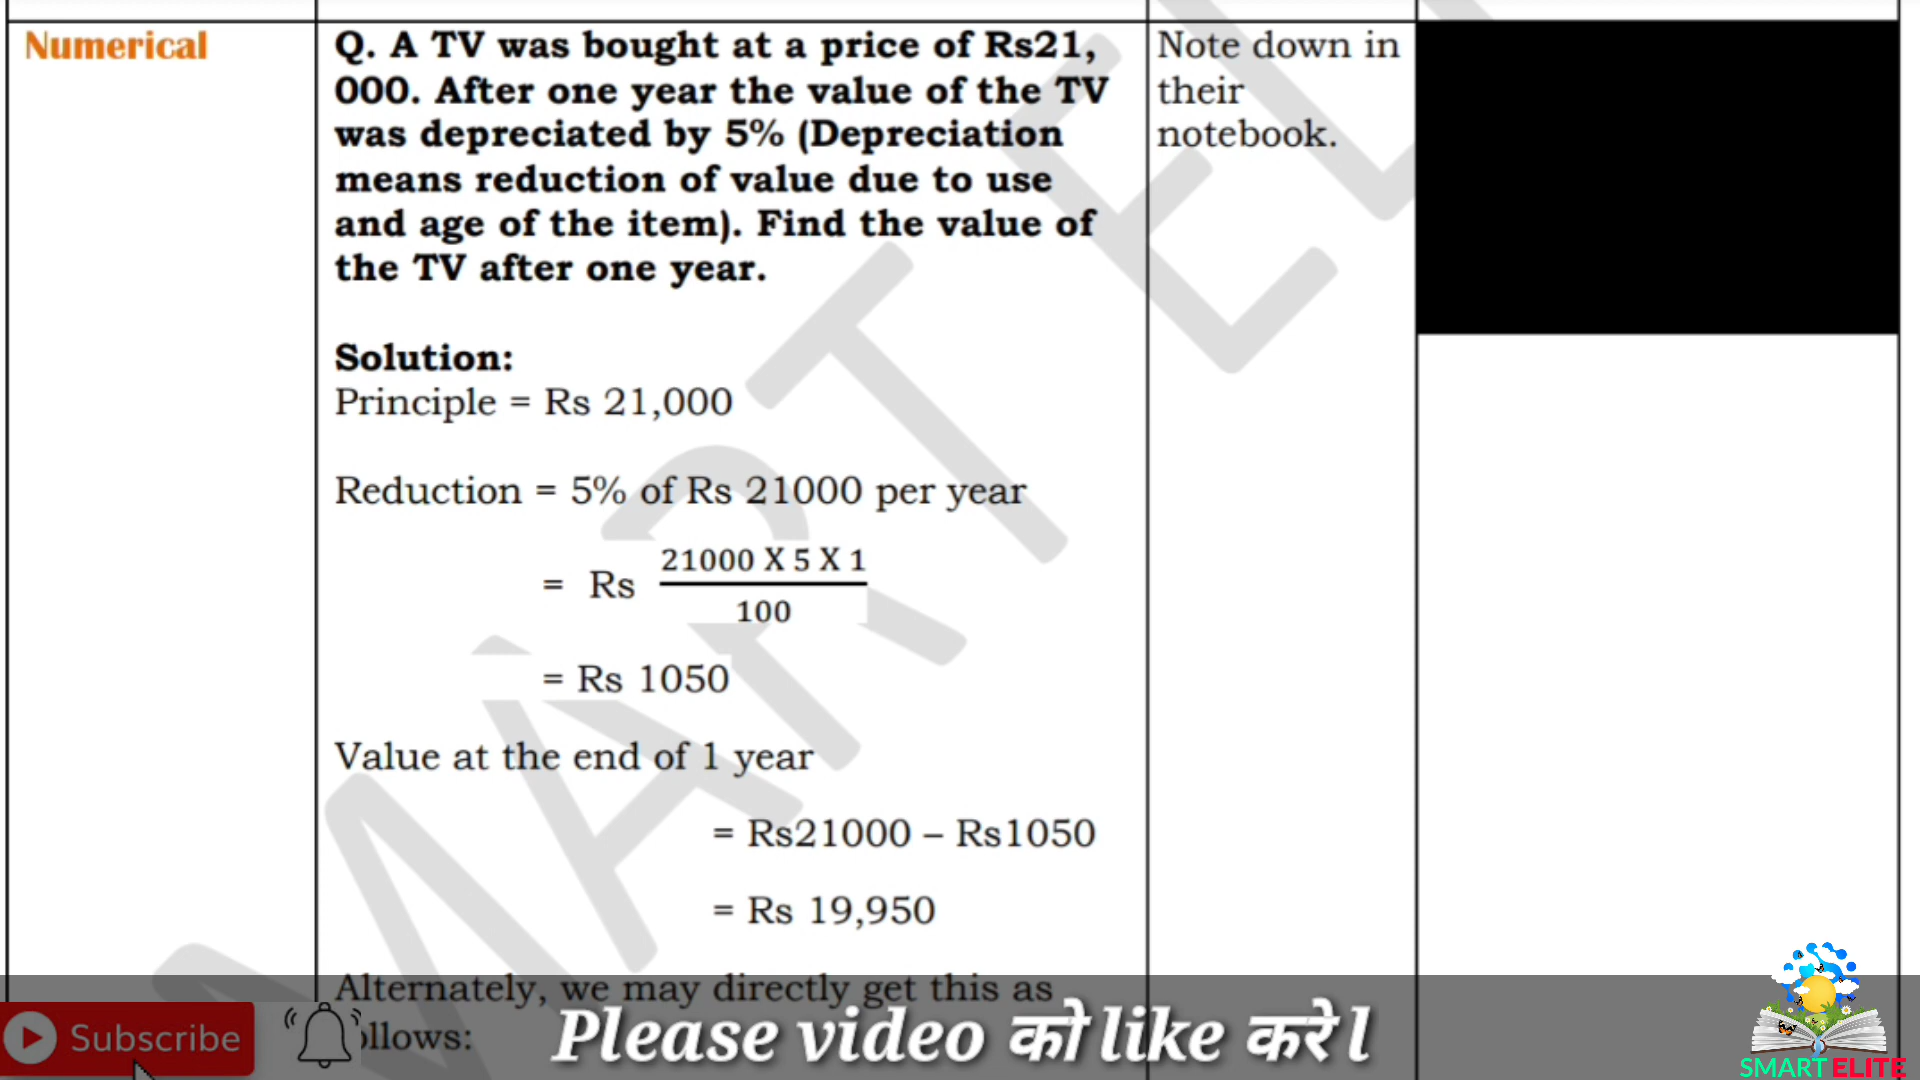 Numerical
Q. A TV was bought at a price of Rs21,
000. After one year the value of the TV
was depreciated by 5% (Depreciation
means reduction of value due to use
and age of the item). Find the value of
the TV after one year.
Note down in
their
notebook.
Solution:
Principle = Rs 21,000
Reduction = 5% of Rs 21000 per year
= Rs 21000 X 5 X 1
100
= Rs 1050
Value at the end of 1 year
= Rs21000 – Rs1050
= Rs 19,950
Alternately, we may directly get this as
ollows:
Subscribe
Please video को like करे l
SMART ELITE